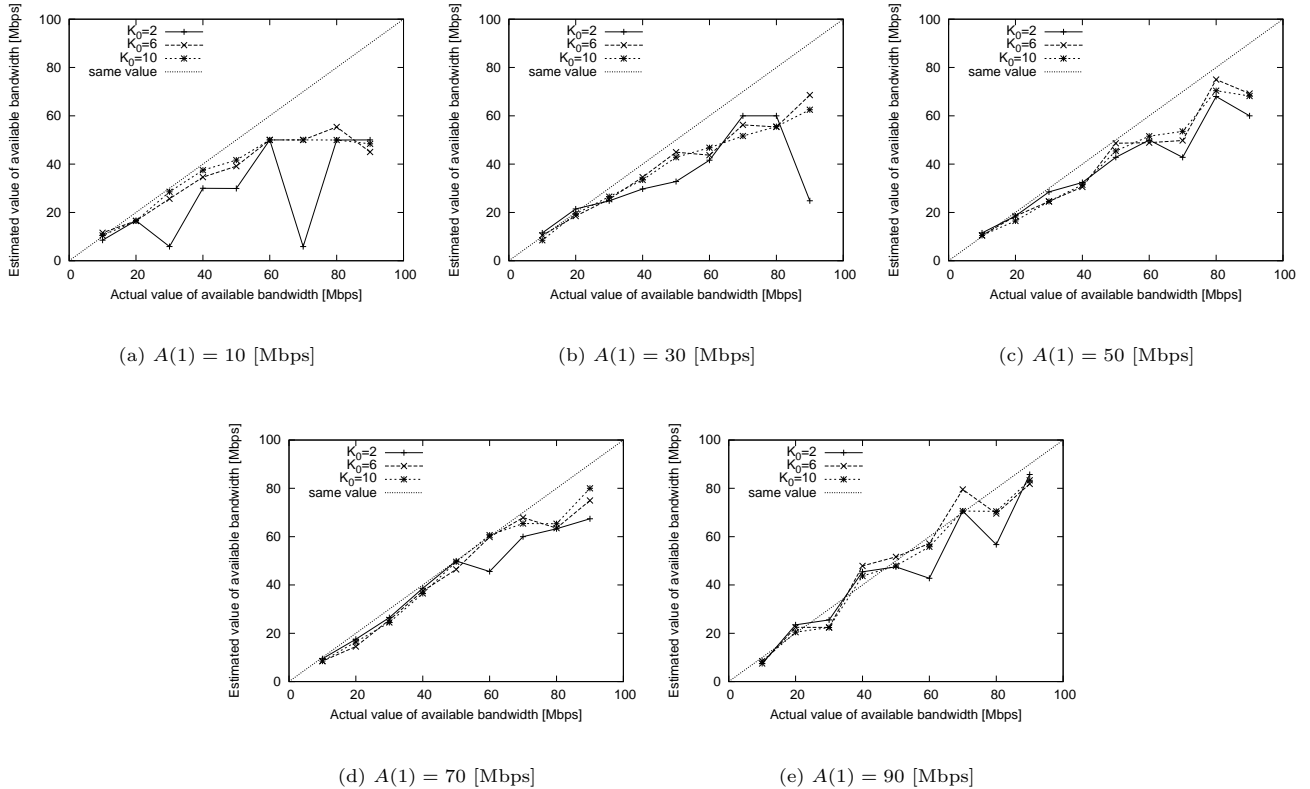 Estimated value of available bandwidth [Mbps]
100
80
60
40
20
0
K0=2
K0=6
K0=10
same value
0 20 40 60 80 100
Actual value of available bandwidth [Mbps]
(a) A(1) = 10 [Mbps]
Estimated value of available bandwidth [Mbps]
100
80
60
40
20
0
K0=2
K0=6
K0=10
same value
0 20 40 60 80 100
Actual value of available bandwidth [Mbps]
(b) A(1) = 30 [Mbps]
Estimated value of available bandwidth [Mbps]
100
80
60
40
20
0
K0=2
K0=6
K0=10
same value
0 20 40 60 80 100
Actual value of available bandwidth [Mbps]
(c) A(1) = 50 [Mbps]
Estimated value of available bandwidth [Mbps]
100
80
60
40
20
0
K0=2
K0=6
K0=10
same value
0 20 40 60 80 100
Actual value of available bandwidth [Mbps]
(d) A(1) = 70 [Mbps]
Estimated value of available bandwidth [Mbps]
100
80
60
40
20
0
K0=2
K0=6
K0=10
same value
0 20 40 60 80 100
Actual value of available bandwidth [Mbps]
(e) A(1) = 90 [Mbps]